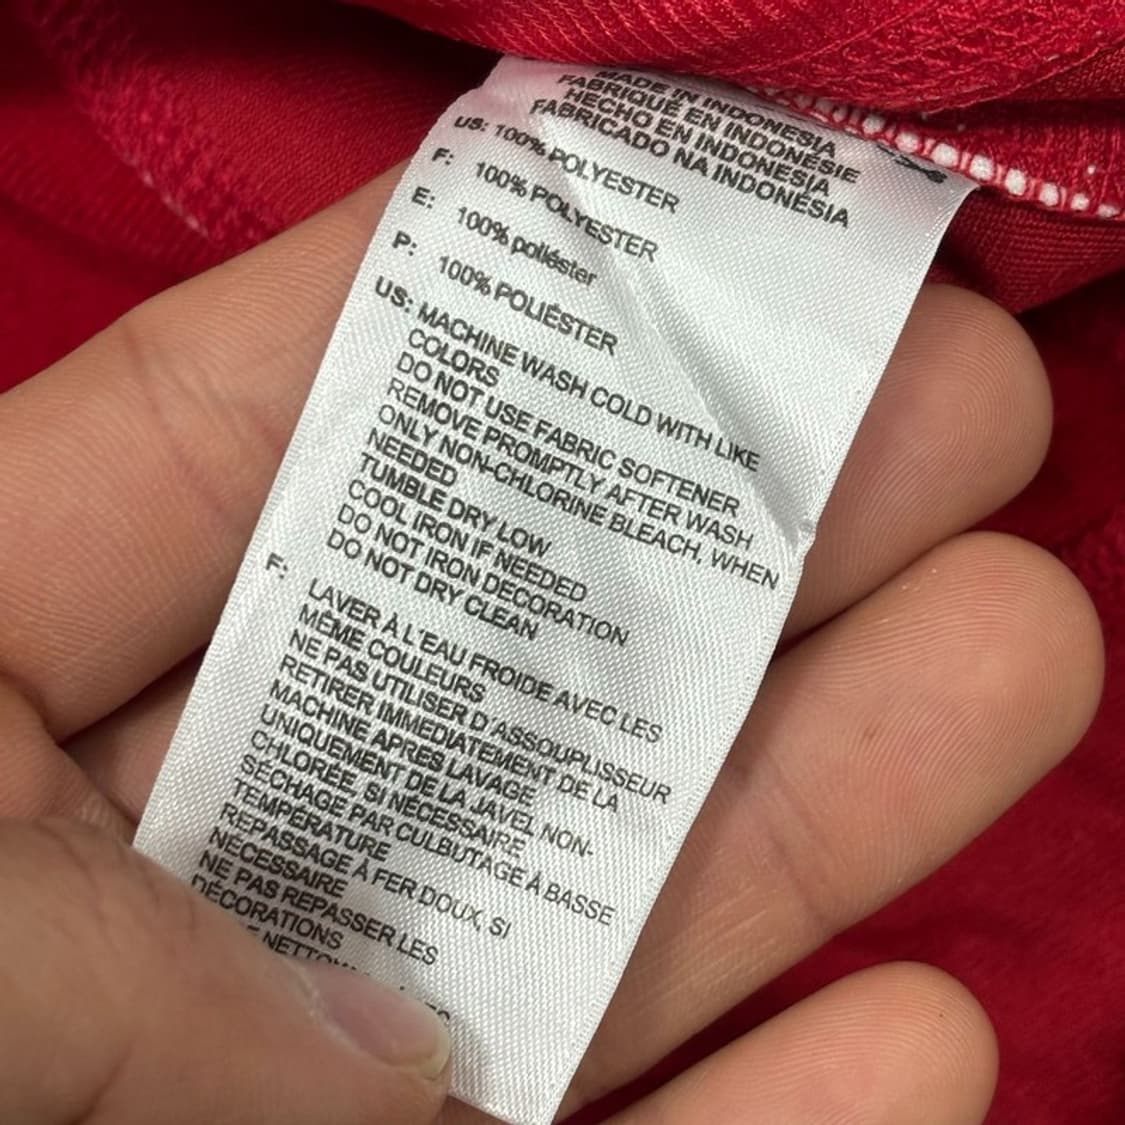 MADE IN INDONESIA
FABRIQUÉ EN INDONÉSIE
HECHO EN INDONESIA
FABRICADO NA INDONÉSIA
US: 100% POLYESTER
F: 100% POLYESTER
E: 100% poliéster
P: 100% POLIÉSTER
US: MACHINE WASH COLD WITH LIKE
COLORS
DO NOT USE FABRIC SOFTENER
REMOVE PROMPTLY AFTER WASH
ONLY NON-CHLORINE BLEACH, WHEN
NEEDED
TUMBLE DRY LOW
COOL IRON IF NEEDED
DO NOT IRON DECORATION
DO NOT DRY CLEAN
F: LAVER À L'EAU FROIDE AVEC LES
MÊME COULEURS
NE PAS UTILISER D'ASSOUPLISSEUR
RETIRER IMMEDIATEMENT DE LA
MACHINE APRES LAVAGE
UNIQUEMENT DE LA JAVEL NON-
CHLORÉE, SI NÉCESSAIRE
SÉCHAGE PAR CULBUTAGE À BASSE
TEMPÉRATURE
REPASSAGE À FER DOUX, SI
NÉCESSAIRE
NE PAS REPASSER LES
DÉCORATIONS